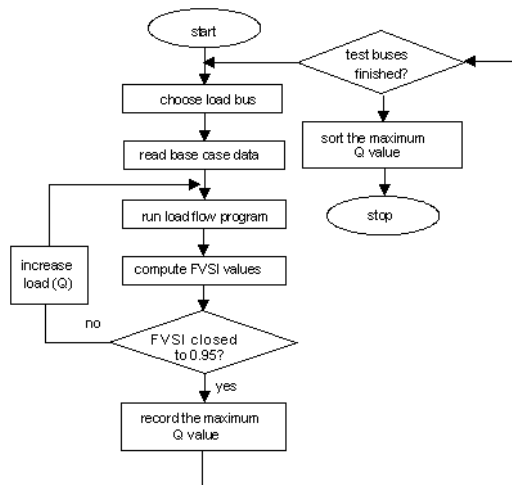 start
choose load bus
read base case data
run load flow program
compute FVSI values
increase
load (Q)
no
FVSI closed
to 0.95?
yes
record the maximum
Q value
test buses
finished?
sort the maximum
Q value
stop